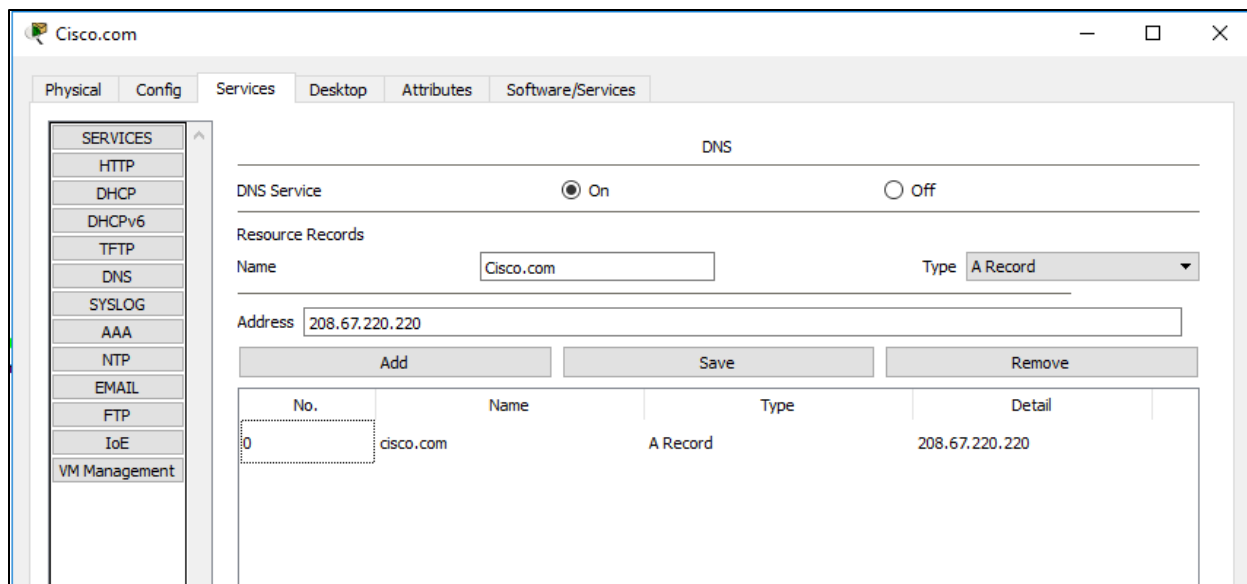 Cisco.com
Physical Config Services Desktop Attributes Software/Services
SERVICES
HTTP
DHCP
DHCPv6
TFTP
DNS
SYSLOG
AAA
NTP
EMAIL
FTP
IoE
VM Management
DNS
DNS Service On Off
Resource Records
Name Cisco.com Type A Record
Address 208.67.220.220
Add Save Remove
No. Name Type Detail
0 cisco.com A Record 208.67.220.220